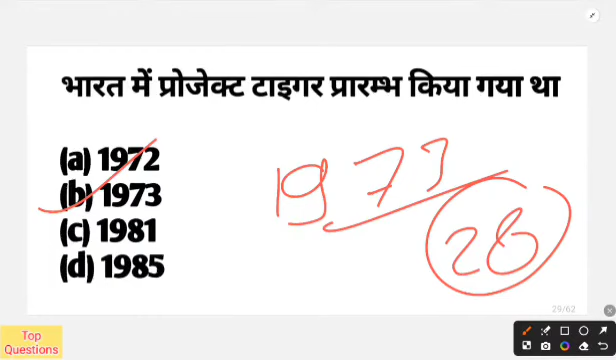 भारत में प्रोजेक्ट टाइगर प्रारम्भ किया गया था
(a) 1972
(b) 1973
(c) 1981
(d) 1985
1973
28
29/62
Top
Questions